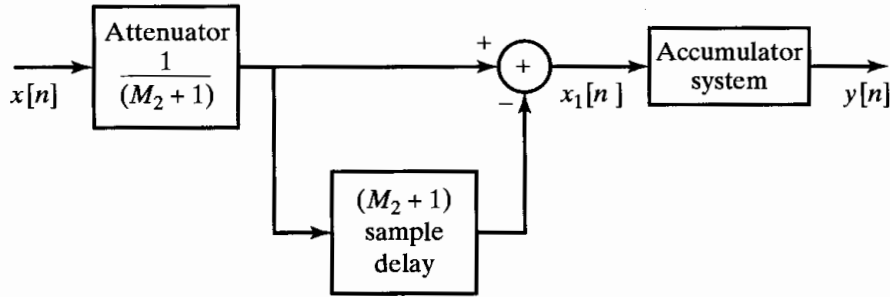 Attenuator
1
(M₂ + 1)
x[n]
+
+
−
x₁[n]
Accumulator
system
y[n]
(M₂ + 1)
sample
delay